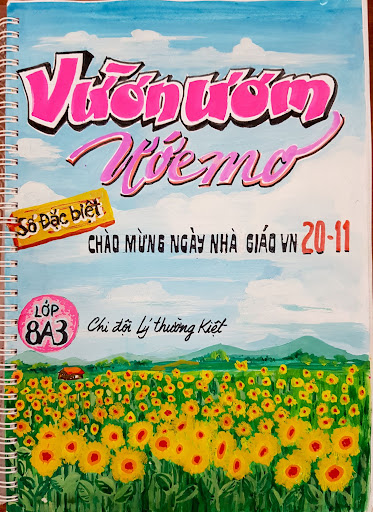 Vườn ươm
Ước mơ
Số Đặc biệt
CHÀO MỪNG NGÀY NHÀ GIÁO VN 20-11
LỚP
8A3
Chi đội Lý thường Kiệt